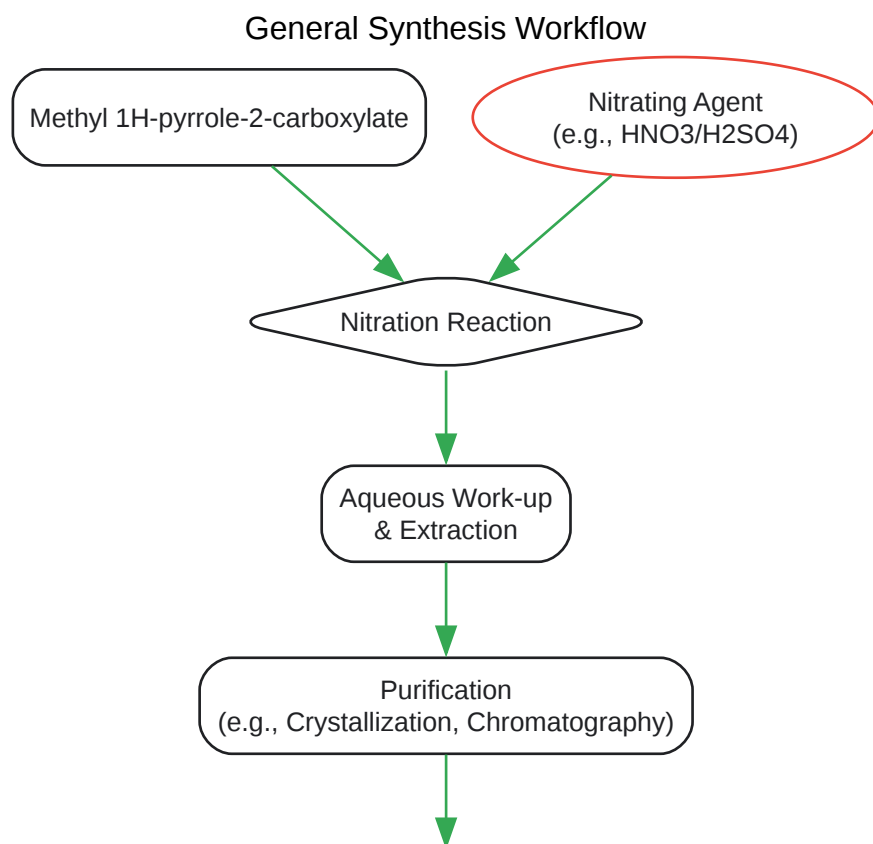 General Synthesis Workflow
Methyl 1H-pyrrole-2-carboxylate
Nitrating Agent
(e.g., HNO3/H2SO4)
Nitration Reaction
Aqueous Work-up
& Extraction
Purification
(e.g., Crystallization, Chromatography)